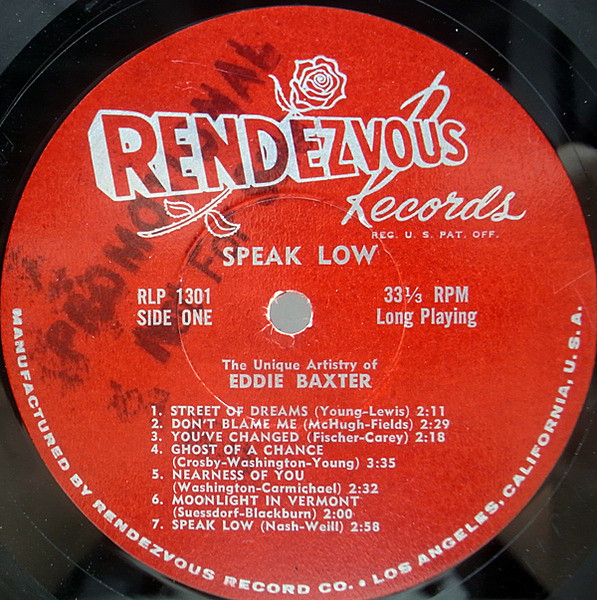 PROMOTIONAL
RENDEZVOUS
Records
REG. U. S. PAT. OFF.
SPEAK LOW
RLP 1301
SIDE ONE
33⅓ RPM
Long Playing
The Unique Artistry of
EDDIE BAXTER
1. STREET OF DREAMS (Young-Lewis) 2:11
2. DON'T BLAME ME (McHugh-Fields) 2:29
3. YOU'VE CHANGED (Fischer-Carey) 2:18
4. GHOST OF A CHANCE
(Crosby-Washington-Young) 3:35
5. NEARNESS OF YOU
(Washington-Carmichael) 2:32
6. MOONLIGHT IN VERMONT
(Suessdorf-Blackburn) 2:00
7. SPEAK LOW (Nash-Weill) 2:58
MANUFACTURED BY RENDEZVOUS RECORD CO. • LOS ANGELES, CALIFORNIA, U.S.A.